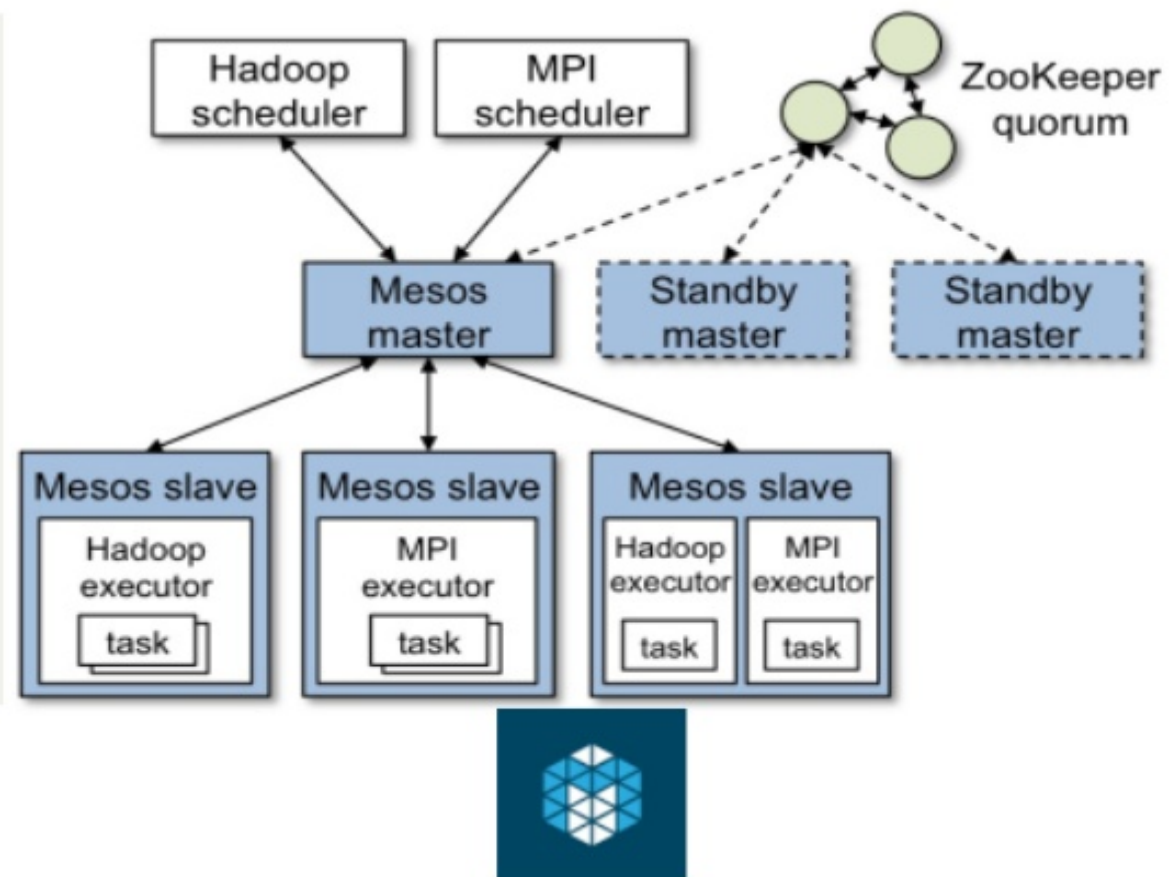 Hadoop
scheduler
MPI
scheduler
ZooKeeper
quorum
Mesos
master
Standby
master
Standby
master
Mesos slave
Hadoop
executor
task
Mesos slave
MPI
executor
task
Mesos slave
Hadoop
executor
task
MPI
executor
task